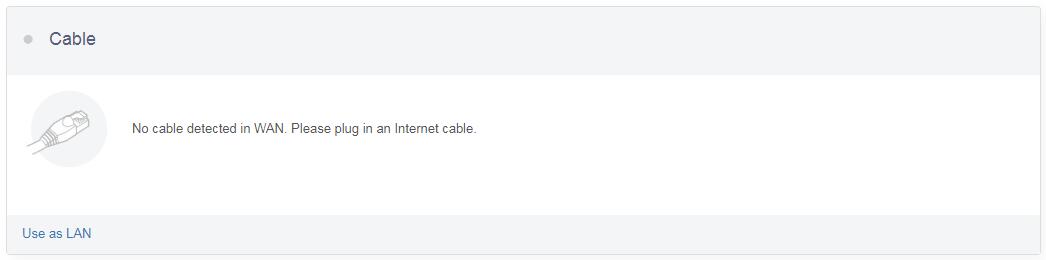 Cable
No cable detected in WAN. Please plug in an Internet cable.
Use as LAN